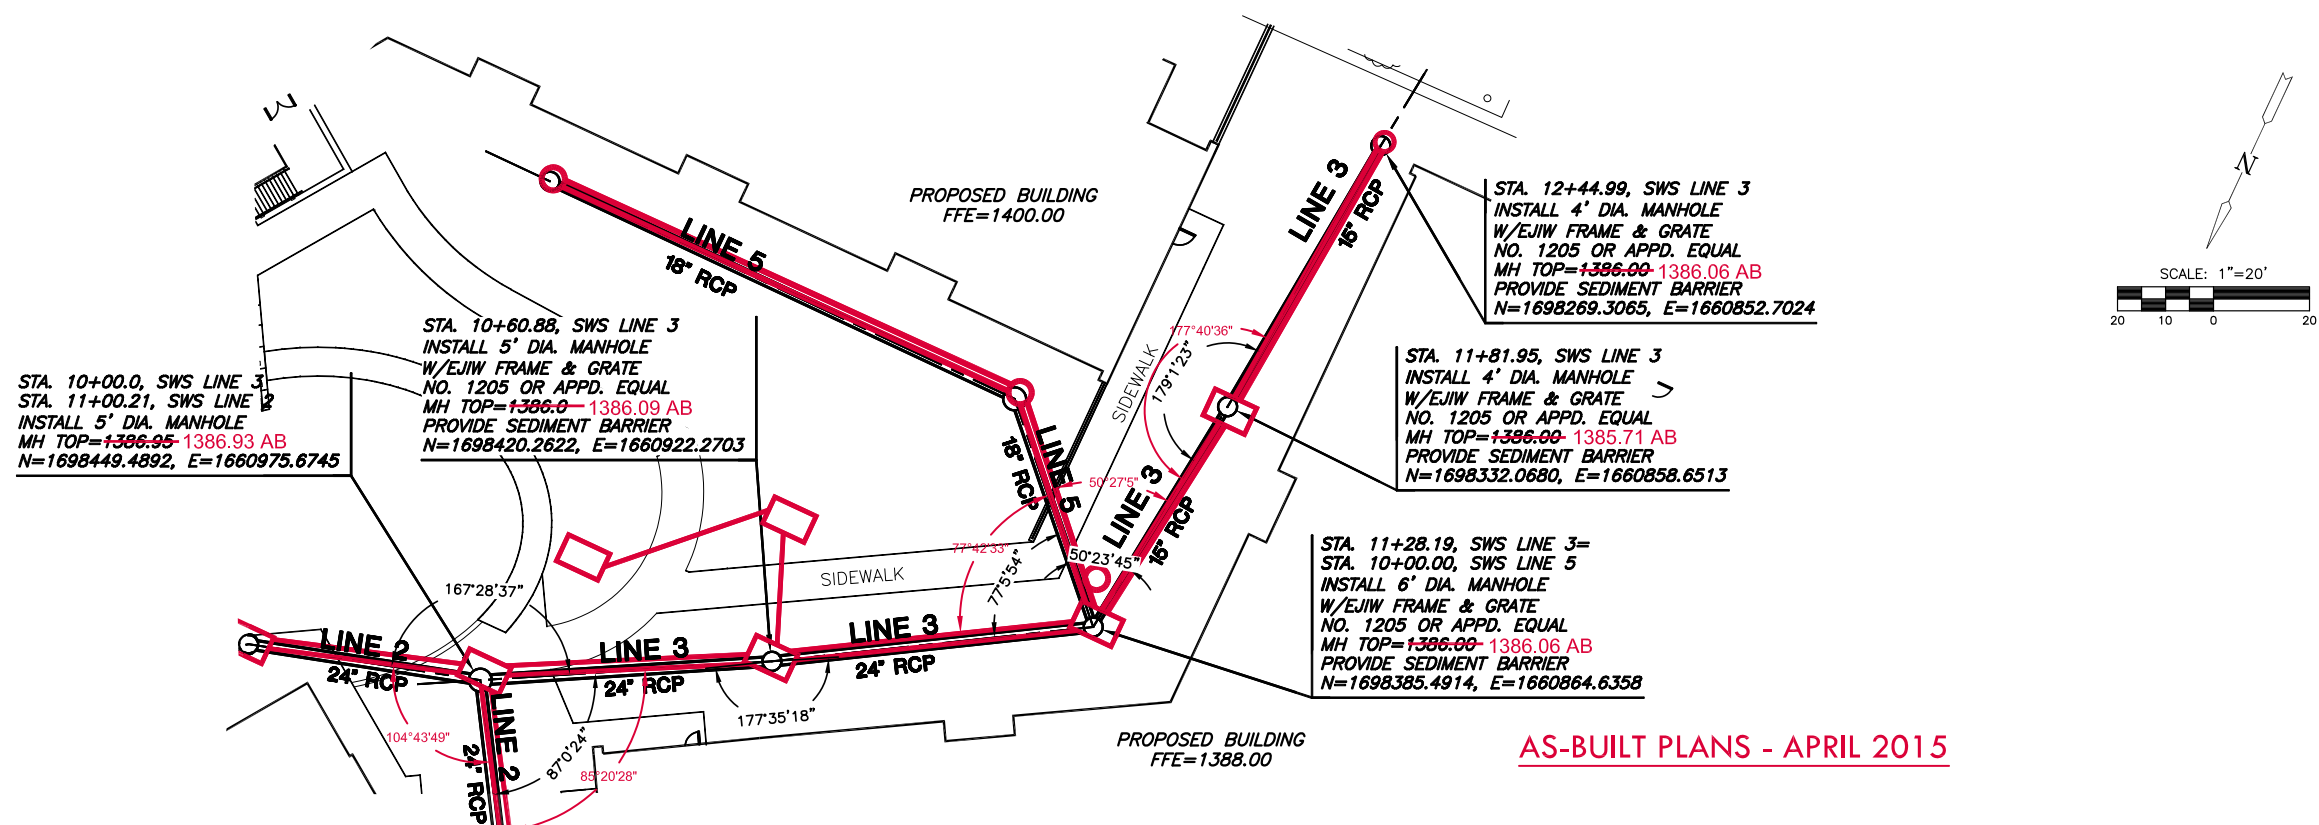 STA. 10+00.0, SWS LINE 3
STA. 11+00.21, SWS LINE 2
INSTALL 5' DIA. MANHOLE
MH TOP=1386.95 1386.93 AB
N=1698449.4892, E=1660975.6745
STA. 10+60.88, SWS LINE 3
INSTALL 5' DIA. MANHOLE
W/EJIW FRAME & GRATE
NO. 1205 OR APPD. EQUAL
MH TOP=1386.0 1386.09 AB
PROVIDE SEDIMENT BARRIER
N=1698420.2622, E=1660922.2703
LINE 5
18" RCP
PROPOSED BUILDING
FFE=1400.00
LINE 3
15" RCP
STA. 12+44.99, SWS LINE 3
INSTALL 4' DIA. MANHOLE
W/EJIW FRAME & GRATE
NO. 1205 OR APPD. EQUAL
MH TOP=1386.00 1386.06 AB
PROVIDE SEDIMENT BARRIER
N=1698269.3065, E=1660852.7024
N
SCALE: 1"=20'
20 10 0 20
177°40'36"
179°1'23"
SIDEWALK
STA. 11+81.95, SWS LINE 3
INSTALL 4' DIA. MANHOLE
W/EJIW FRAME & GRATE
NO. 1205 OR APPD. EQUAL
MH TOP=1386.00 1385.71 AB
PROVIDE SEDIMENT BARRIER
N=1698332.0680, E=1660858.6513
LINE 5
18" RCP
50°27'5"
LINE 3
15" RCP
77°42'33"
77°5'54"
50°23'45"
STA. 11+28.19, SWS LINE 3=
STA. 10+00.00, SWS LINE 5
INSTALL 6' DIA. MANHOLE
W/EJIW FRAME & GRATE
NO. 1205 OR APPD. EQUAL
MH TOP=1386.00 1386.06 AB
PROVIDE SEDIMENT BARRIER
N=1698385.4914, E=1660864.6358
SIDEWALK
167°28'37"
LINE 2
24" RCP
LINE 3
24" RCP
LINE 3
24" RCP
177°35'18"
104°43'49"
LINE 2
24" RCP
87°0'24"
85°20'28"
PROPOSED BUILDING
FFE=1388.00
AS-BUILT PLANS - APRIL 2015